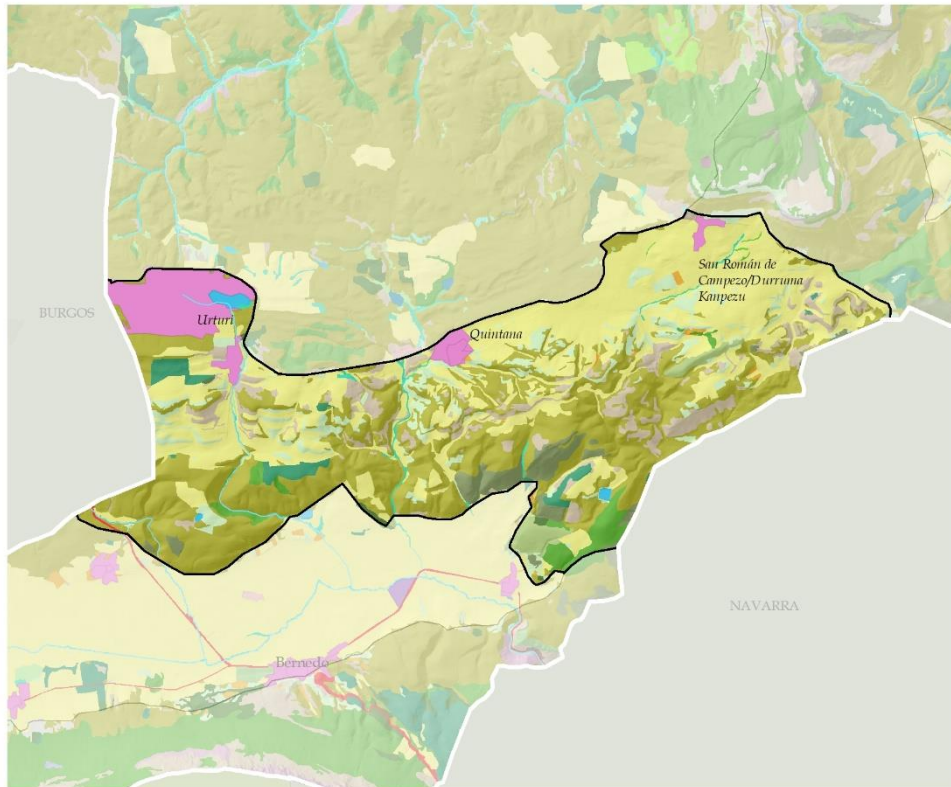 San Román de
Campezo/Durruma
Kanpezu
BURGOS
Urturi
Quintana
NAVARRA
Bernedo